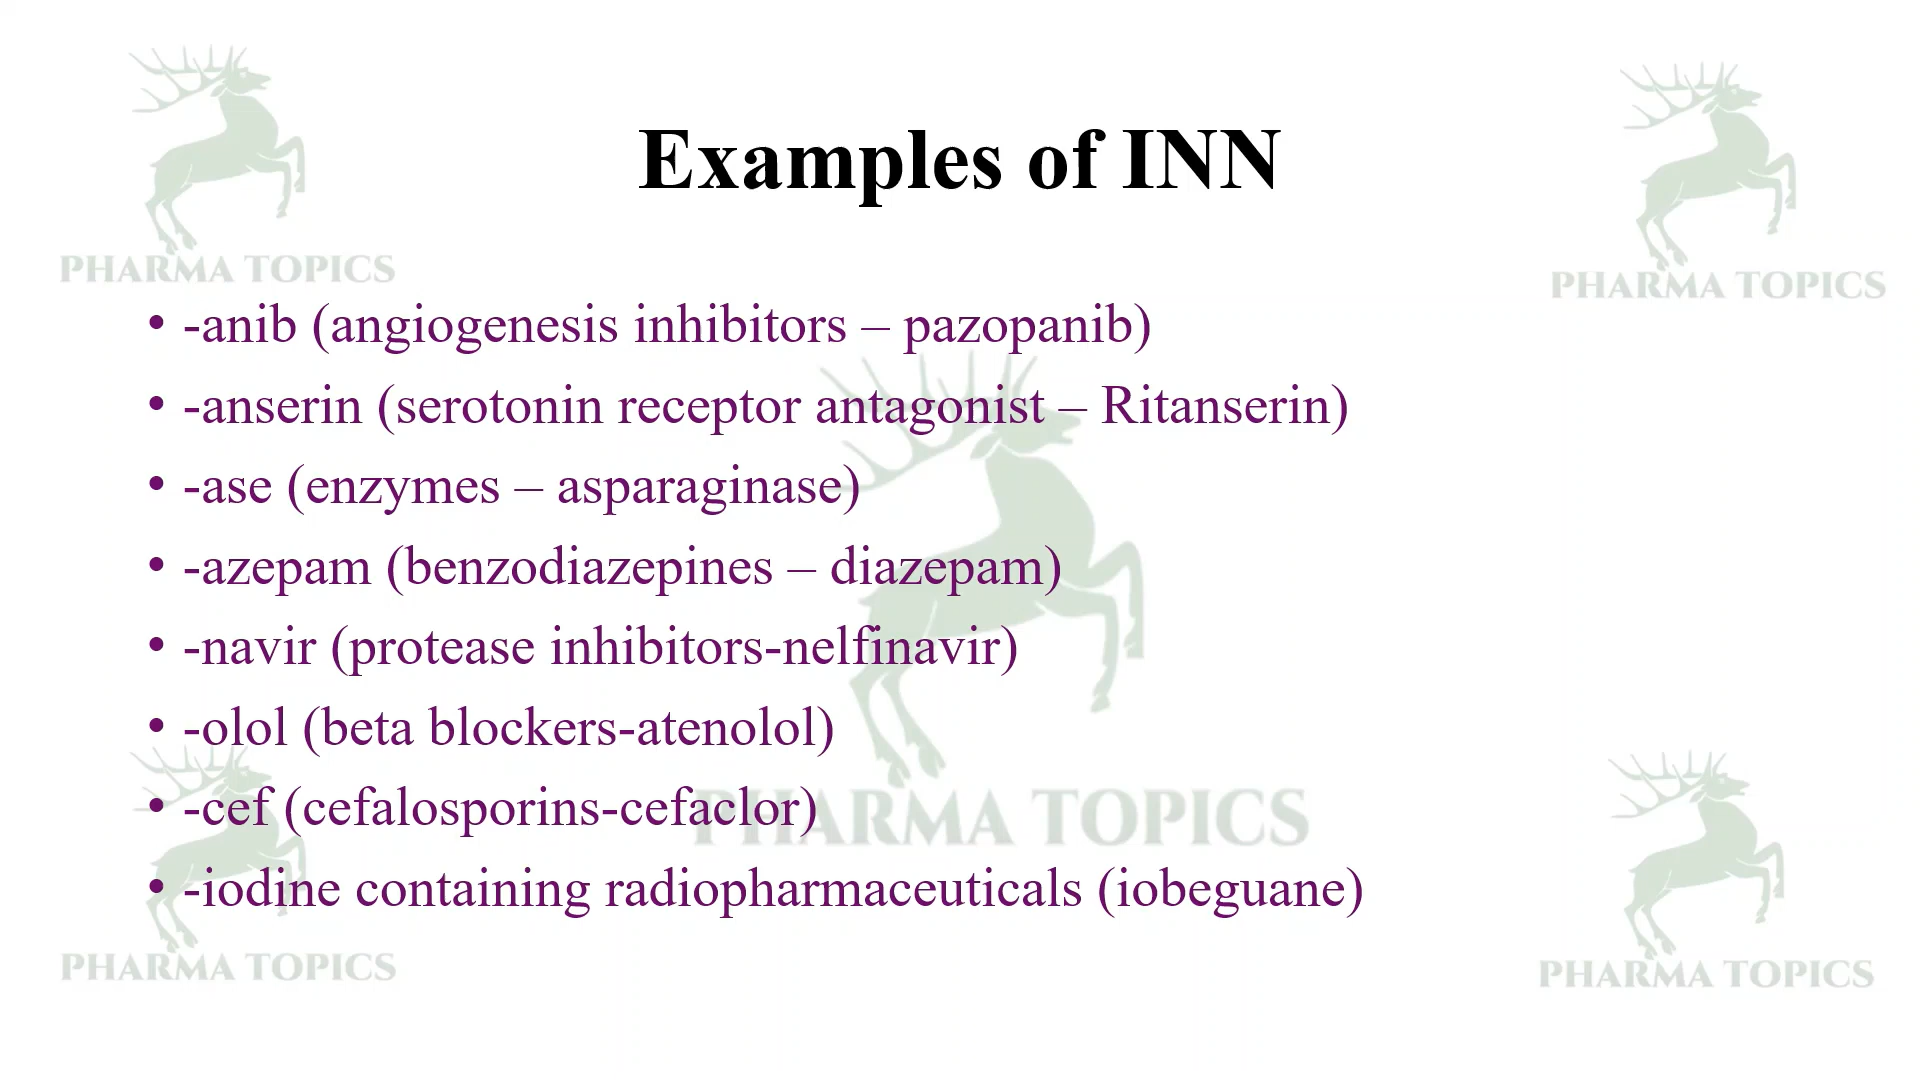 PHARMA TOPICS
PHARMA TOPICS
Examples of INN
• -anib (angiogenesis inhibitors – pazopanib)
• -anserin (serotonin receptor antagonist – Ritanserin)
• -ase (enzymes – asparaginase)
• -azepam (benzodiazepines – diazepam)
• -navir (protease inhibitors-nelfinavir)
• -olol (beta blockers-atenolol)
• -cef (cefalosporins-cefaclor)
PHARMA TOPICS
• -iodine containing radiopharmaceuticals (iobeguane)
PHARMA TOPICS
PHARMA TOPICS